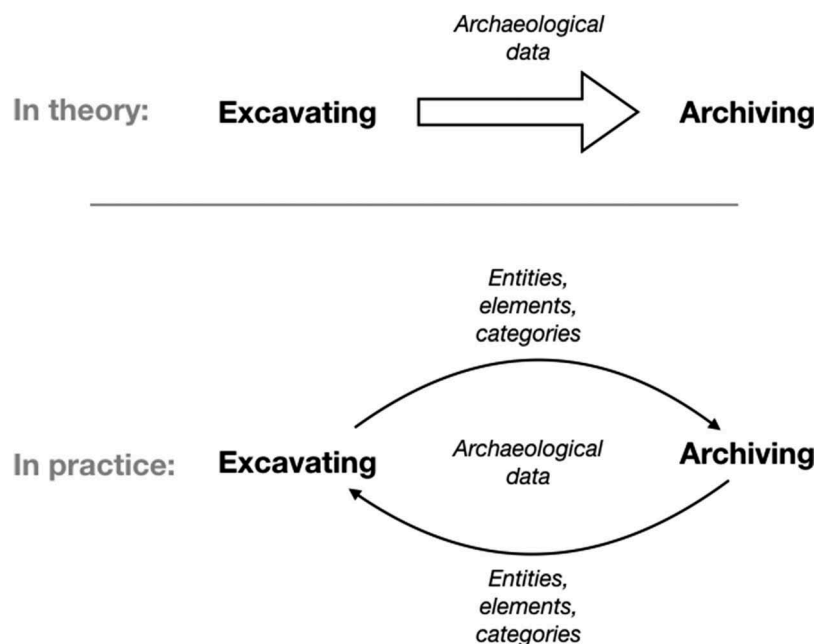 Archaeological
data
In theory: Excavating Archiving
Entities,
elements,
categories
In practice: Excavating Archaeological Archiving
data
Entities,
elements,
categories